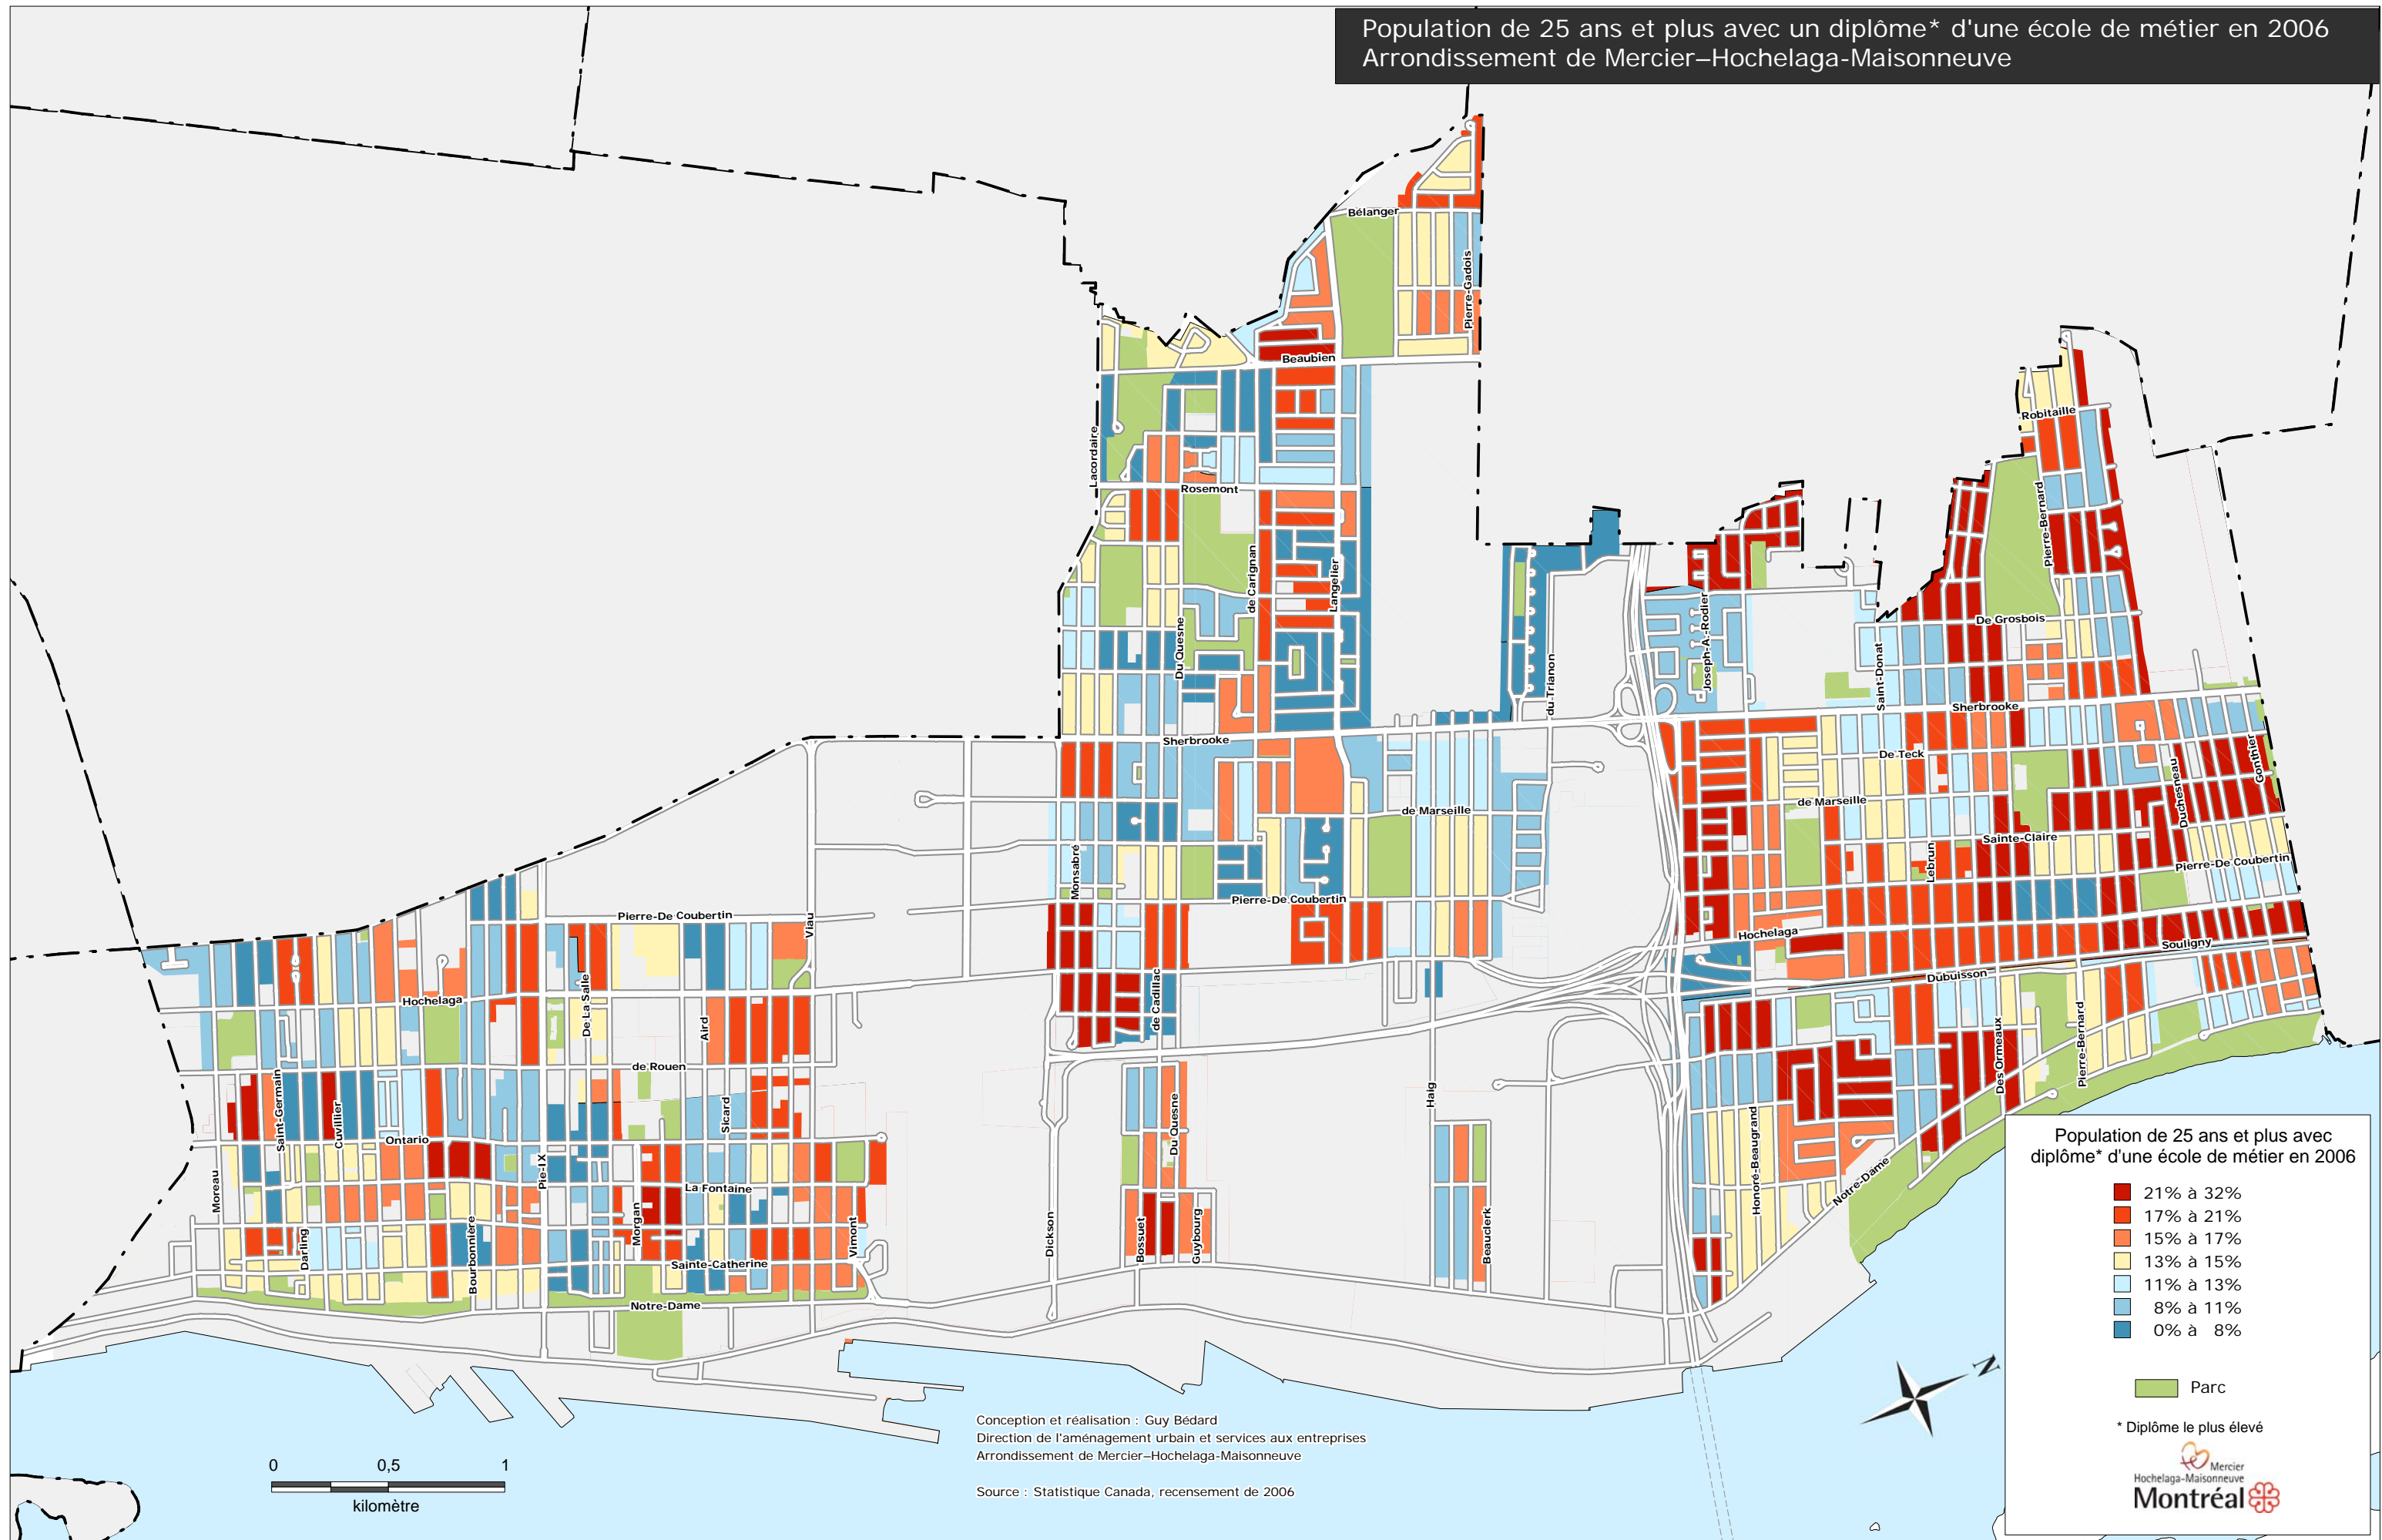 Population de 25 ans et plus avec un diplôme* d'une école de métier en 2006
Arrondissement de Mercier–Hochelaga-Maisonneuve
Bélanger
Pierre-Gadois
Beaubien
Lacordaire
Rosemont
de Carignan
Langelier
Du Quesne
Sherbrooke
du Trianon
Joseph-A.-Rodier
Saint-Donat
Robitaille
Pierre-Bernard
De Grosbois
Sherbrooke
De Teck
de Marseille
de Marseille
Gonthier
Duchesneau
Sainte-Claire
Lebrun
Pierre-De Coubertin
Monsabré
Pierre-De Coubertin
Pierre-De Coubertin
Viau
Hochelaga
Souligny
Dubuisson
Hochelaga
De La Salle
Aird
de Cadillac
de Rouen
Haig
Des Ormeaux
Pierre-Bernard
Saint-Germain
Cuvillier
Ontario
Sicard
Du Quesne
Honoré-Beaugrand
Notre-Dame
Moreau
Pie-IX
La Fontaine
Morgan
Vimont
Darling
Bourbonnière
Sainte-Catherine
Notre-Dame
Dickson
Bossuet
Guybourg
Beauclerk
Population de 25 ans et plus avec
diplôme* d'une école de métier en 2006
21% à 32%
17% à 21%
15% à 17%
13% à 15%
11% à 13%
8% à 11%
0% à 8%
Parc
* Diplôme le plus élevé
Mercier
Hochelaga-Maisonneuve
Montréal
N
Conception et réalisation : Guy Bédard
Direction de l'aménagement urbain et services aux entreprises
Arrondissement de Mercier–Hochelaga-Maisonneuve
Source : Statistique Canada, recensement de 2006
0 0,5 1
kilomètre